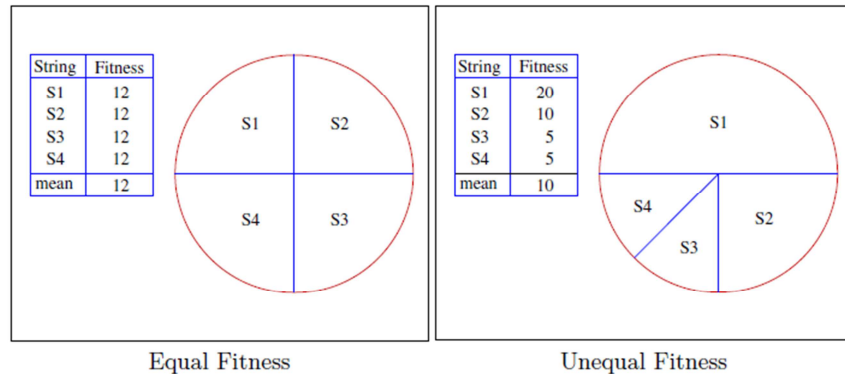 String Fitness
S1 12
S2 12
S3 12
S4 12
mean 12
S1 S2
S4 S3
Equal Fitness
String Fitness
S1 20
S2 10
S3 5
S4 5
mean 10
S1
S4 S2
S3
Unequal Fitness